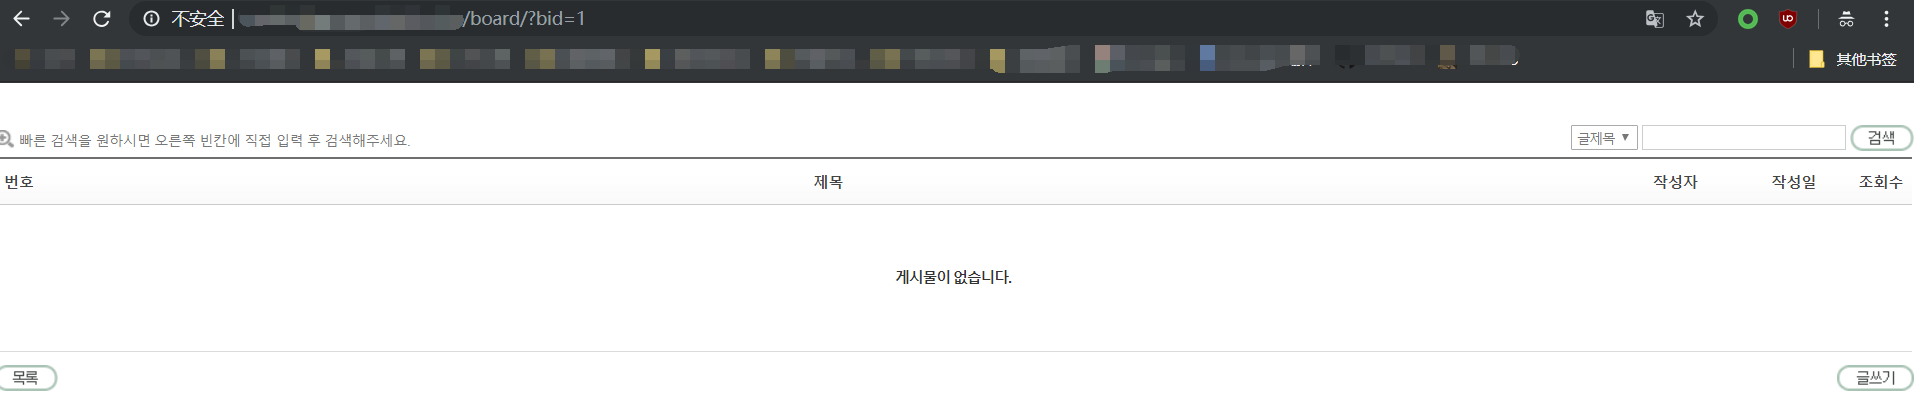 不安全 | /board/?bid=1
其他书签
빠른 검색을 원하시면 오른쪽 빈칸에 직접 입력 후 검색해주세요. 글제목 ▼ 검색
번호 제목 작성자 작성일 조회수
게시물이 없습니다.
목록 글쓰기